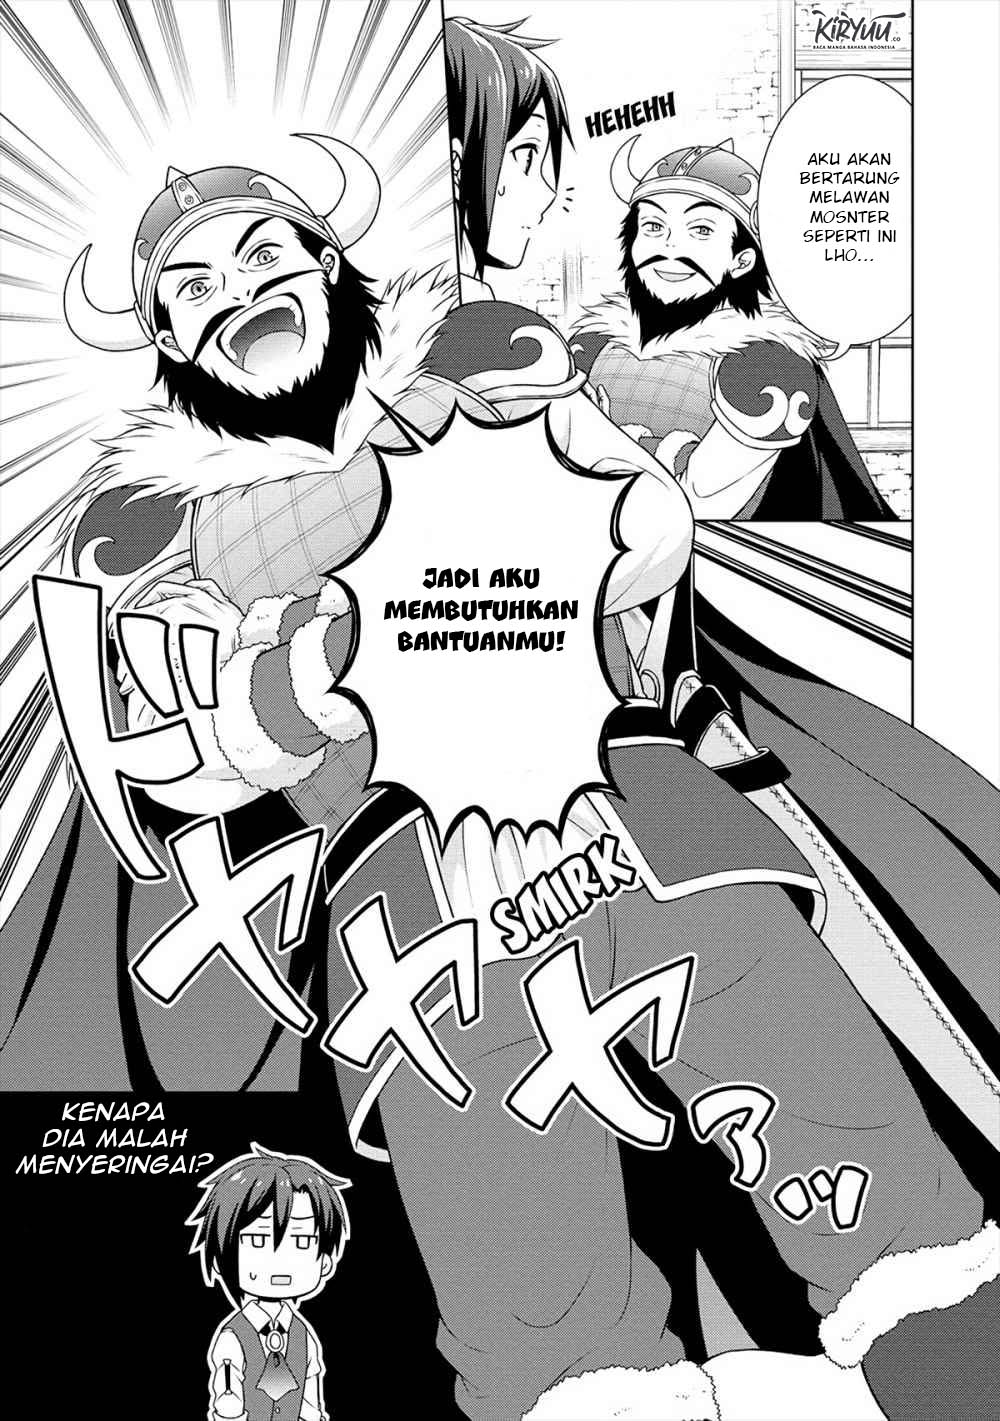 KIRYUU.CO
BACA MANGA BAHASA INDONESIA
HEHEHH
AKU AKAN
BERTARUNG
MELAWAN
MOSNTER
SEPERTI INI
LHO...
JADI AKU
MEMBUTUHKAN
BANTUANMU!
ドヤヤヤァッ
SMIRK
KENAPA
DIA MALAH
MENYERINGAI?